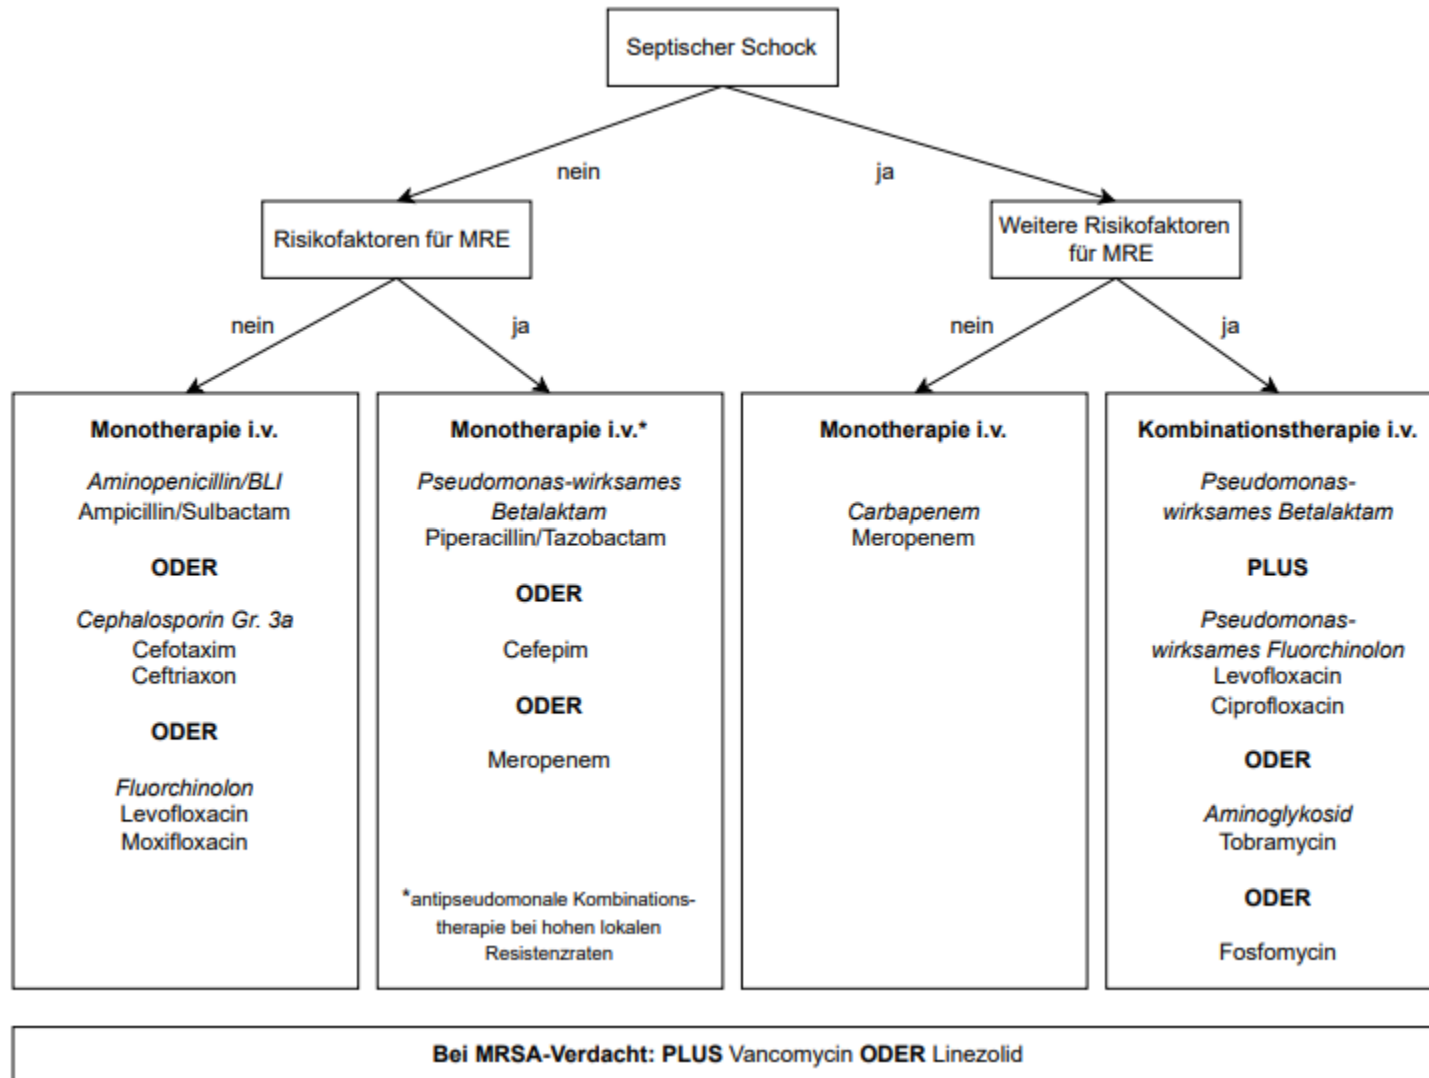 Septischer Schock
nein
ja
Risikofaktoren für MRE
Weitere Risikofaktoren
für MRE
nein
ja
nein
ja
Monotherapie i.v.
Aminopenicillin/BLI
Ampicillin/Sulbactam
ODER
Cephalosporin Gr. 3a
Cefotaxim
Ceftriaxon
ODER
Fluorchinolon
Levofloxacin
Moxifloxacin
Monotherapie i.v.*
Pseudomonas-wirksames
Betalaktam
Piperacillin/Tazobactam
ODER
Cefepim
ODER
Meropenem
*antipseudomonale Kombinations-
therapie bei hohen lokalen
Resistenzraten
Monotherapie i.v.
Carbapenem
Meropenem
Kombinationstherapie i.v.
Pseudomonas-
wirksames Betalaktam
PLUS
Pseudomonas-
wirksames Fluorchinolon
Levofloxacin
Ciprofloxacin
ODER
Aminoglykosid
Tobramycin
ODER
Fosfomycin
Bei MRSA-Verdacht: PLUS Vancomycin ODER Linezolid